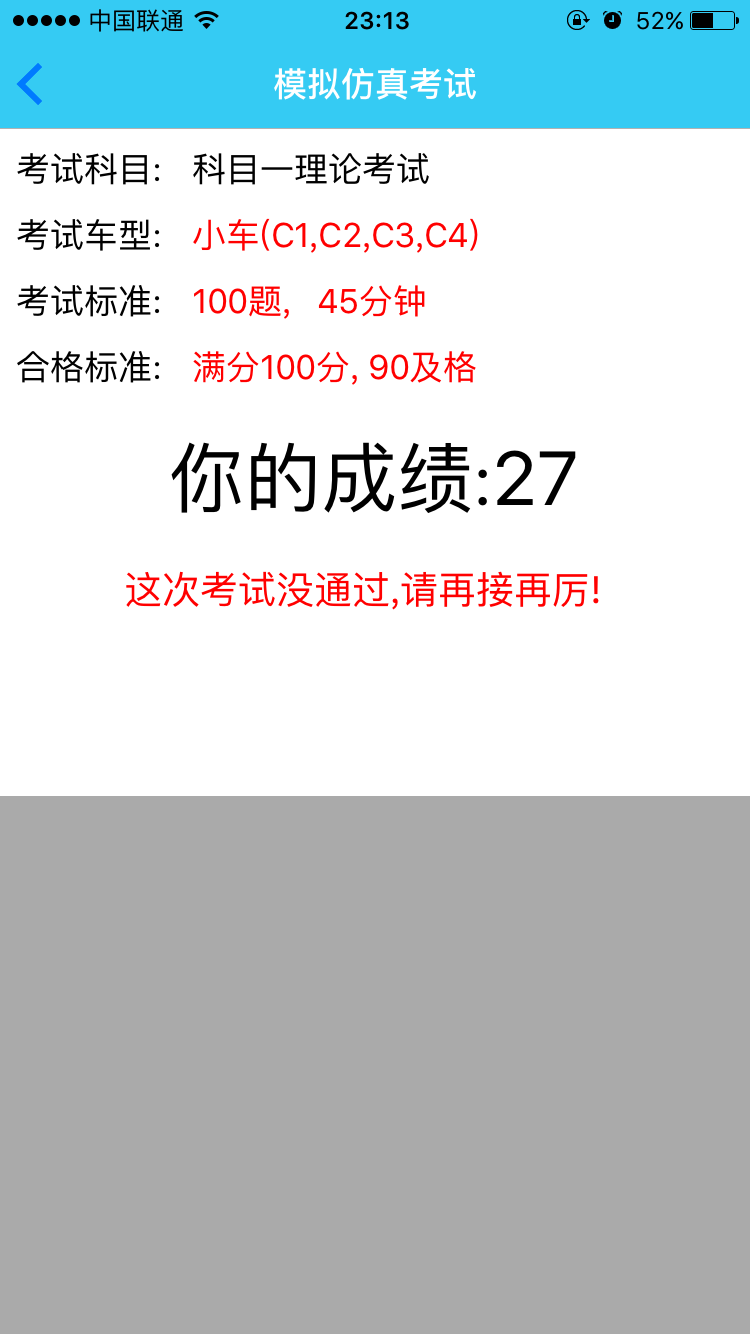 中国联通 23:13 52%
模拟仿真考试
考试科目: 科目一理论考试
考试车型: 小车(C1,C2,C3,C4)
考试标准: 100题, 45分钟
合格标准: 满分100分, 90及格
你的成绩:27
这次考试没通过,请再接再厉!